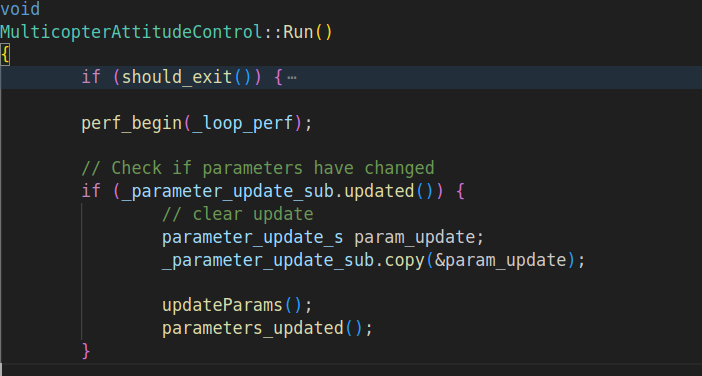 void
MulticopterAttitudeControl::Run()
{
        if (should_exit()) {⋯

        perf_begin(_loop_perf);

        // Check if parameters have changed
        if (_parameter_update_sub.updated()) {
                // clear update
                parameter_update_s param_update;
                _parameter_update_sub.copy(&param_update);

                updateParams();
                parameters_updated();
        }